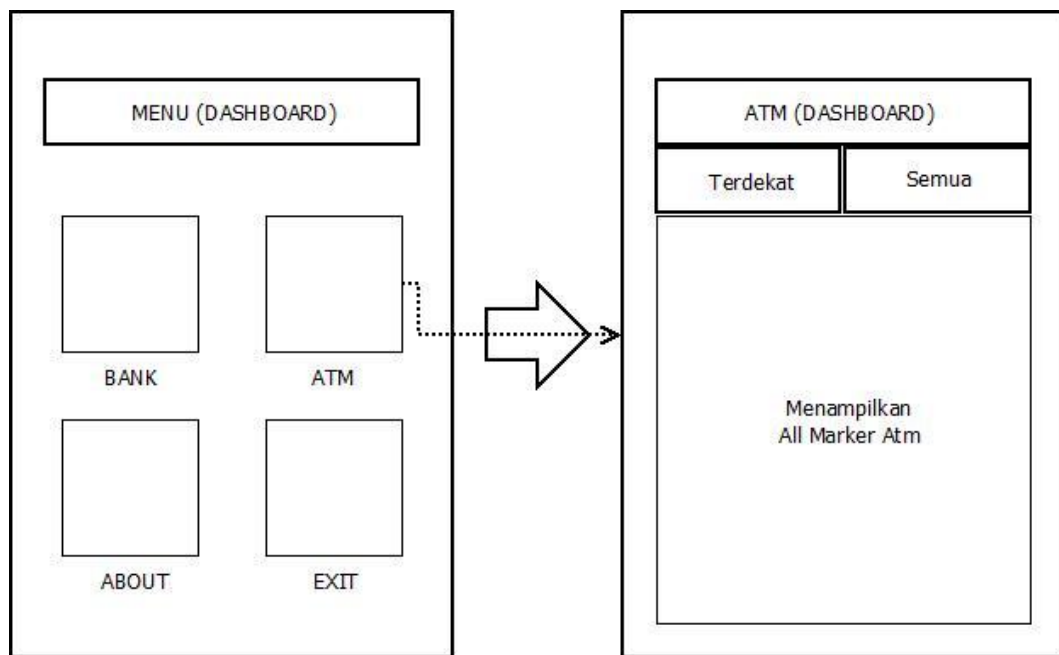 MENU (DASHBOARD)
BANK
ATM
ABOUT
EXIT
ATM (DASHBOARD)
Terdekat
Semua
Menampilkan
All Marker Atm